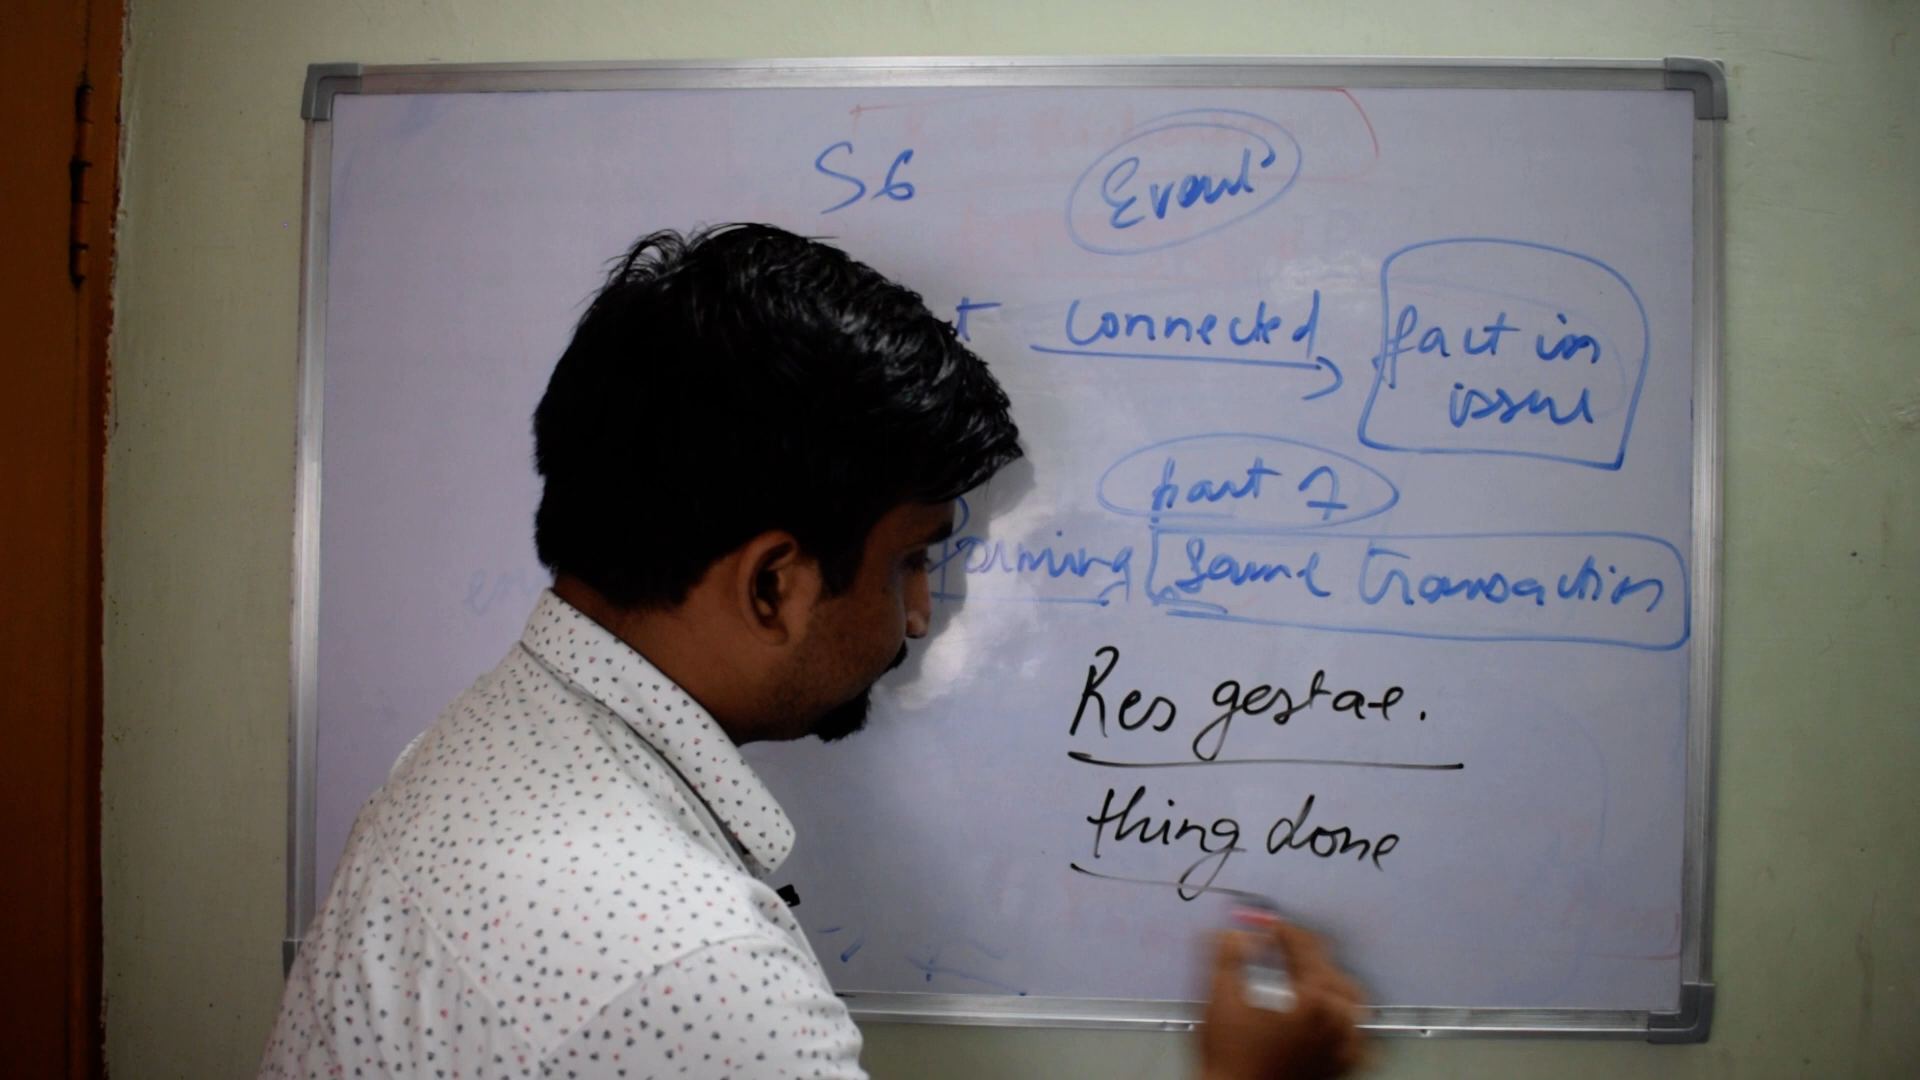 S6 Event
connected fact in
issue
part of
forming same transaction
Res gestae.
thing done